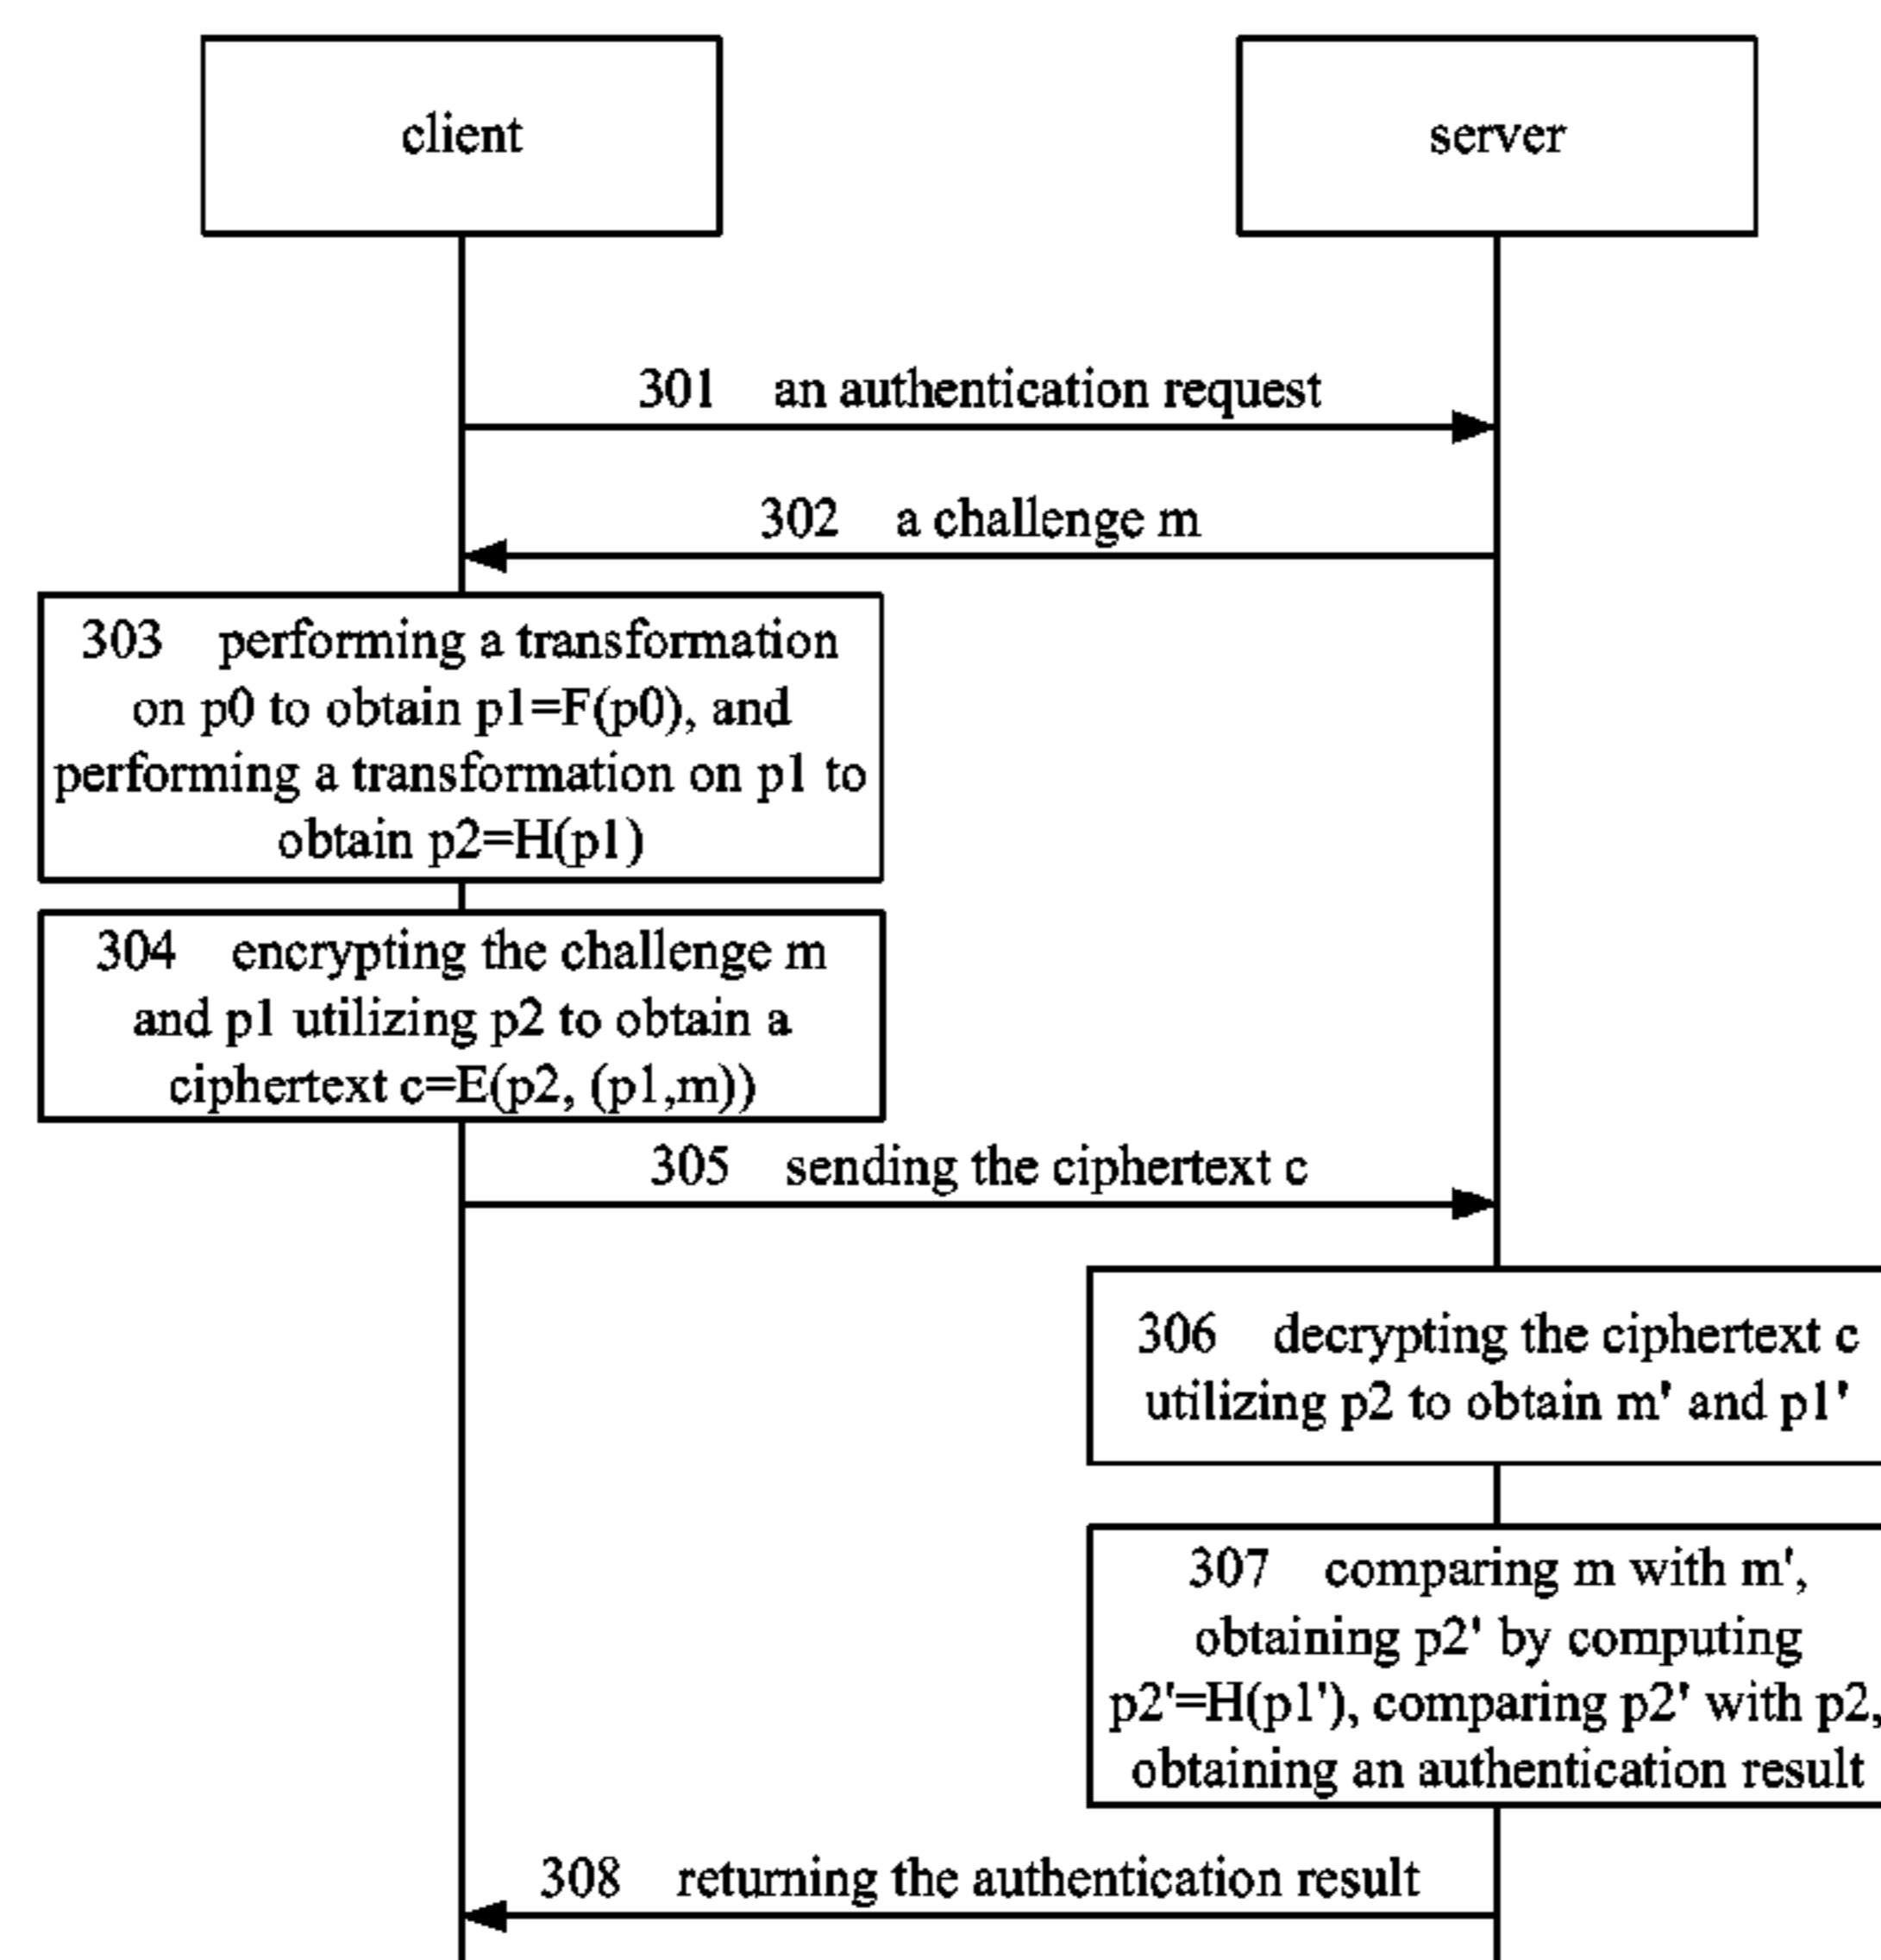 client
server
301 an authentication request
302 a challenge m
303 performing a transformation
on p0 to obtain p1=F(p0), and
performing a transformation on p1 to
obtain p2=H(p1)
304 encrypting the challenge m
and p1 utilizing p2 to obtain a
ciphertext c=E(p2, (p1,m))
305 sending the ciphertext c
306 decrypting the ciphertext c
utilizing p2 to obtain m' and p1'
307 comparing m with m',
obtaining p2' by computing
p2'=H(p1'), comparing p2' with p2,
obtaining an authentication result
308 returning the authentication result